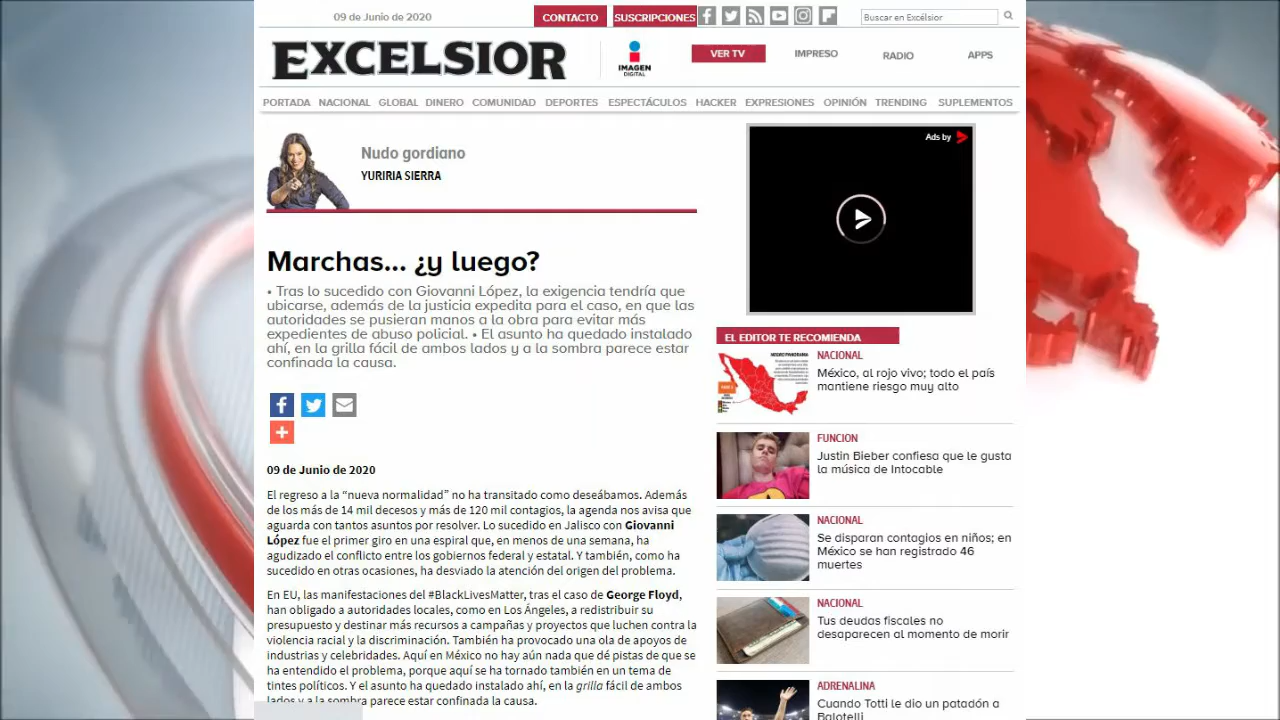 09 de Junio de 2020
CONTACTO
SUSCRIPCIONES
Buscar en Excélsior
EXCELSIOR
IMAGEN
DIGITAL
VER TV
IMPRESO
RADIO
APPS
PORTADA NACIONAL GLOBAL DINERO COMUNIDAD DEPORTES ESPECTÁCULOS HACKER EXPRESIONES OPINIÓN TRENDING SUPLEMENTOS
Nudo gordiano
YURIRIA SIERRA
Marchas... ¿y luego?
• Tras lo sucedido con Giovanni López, la exigencia tendría que
ubicarse, además de la justicia expedita para el caso, en que las
autoridades se pusieran manos a la obra para evitar más
expedientes de abuso policial. • El asunto ha quedado instalado
ahí, en la grilla fácil de ambos lados y a la sombra parece estar
confinada la causa.
09 de Junio de 2020
El regreso a la “nueva normalidad” no ha transitado como deseábamos. Además
de los más de 14 mil decesos y más de 120 mil contagios, la agenda nos avisa que
aguarda con tantos asuntos por resolver. Lo sucedido en Jalisco con Giovanni
López fue el primer giro en una espiral que, en menos de una semana, ha
agudizado el conflicto entre los gobiernos federal y estatal. Y también, como ha
sucedido en otras ocasiones, ha desviado la atención del origen del problema.
En EU, las manifestaciones del #BlackLivesMatter, tras el caso de George Floyd,
han obligado a autoridades locales, como en Los Ángeles, a redistribuir su
presupuesto y destinar más recursos a campañas y proyectos que luchen contra la
violencia racial y la discriminación. También ha provocado una ola de apoyos de
industrias y celebridades. Aquí en México no hay aún nada que dé pistas de que se
ha entendido el problema, porque aquí se ha tornado también en un tema de
tintes políticos. Y el asunto ha quedado instalado ahí, en la grilla fácil de ambos
lados y a la sombra parece estar confinada la causa.
Ads by
EL EDITOR TE RECOMIENDA
NACIONAL
México, al rojo vivo; todo el país
mantiene riesgo muy alto
FUNCION
Justin Bieber confiesa que le gusta
la música de Intocable
NACIONAL
Se disparan contagios en niños; en
México se han registrado 46
muertes
NACIONAL
Tus deudas fiscales no
desaparecen al momento de morir
ADRENALINA
Cuando Totti le dio un patadón a
Balotelli